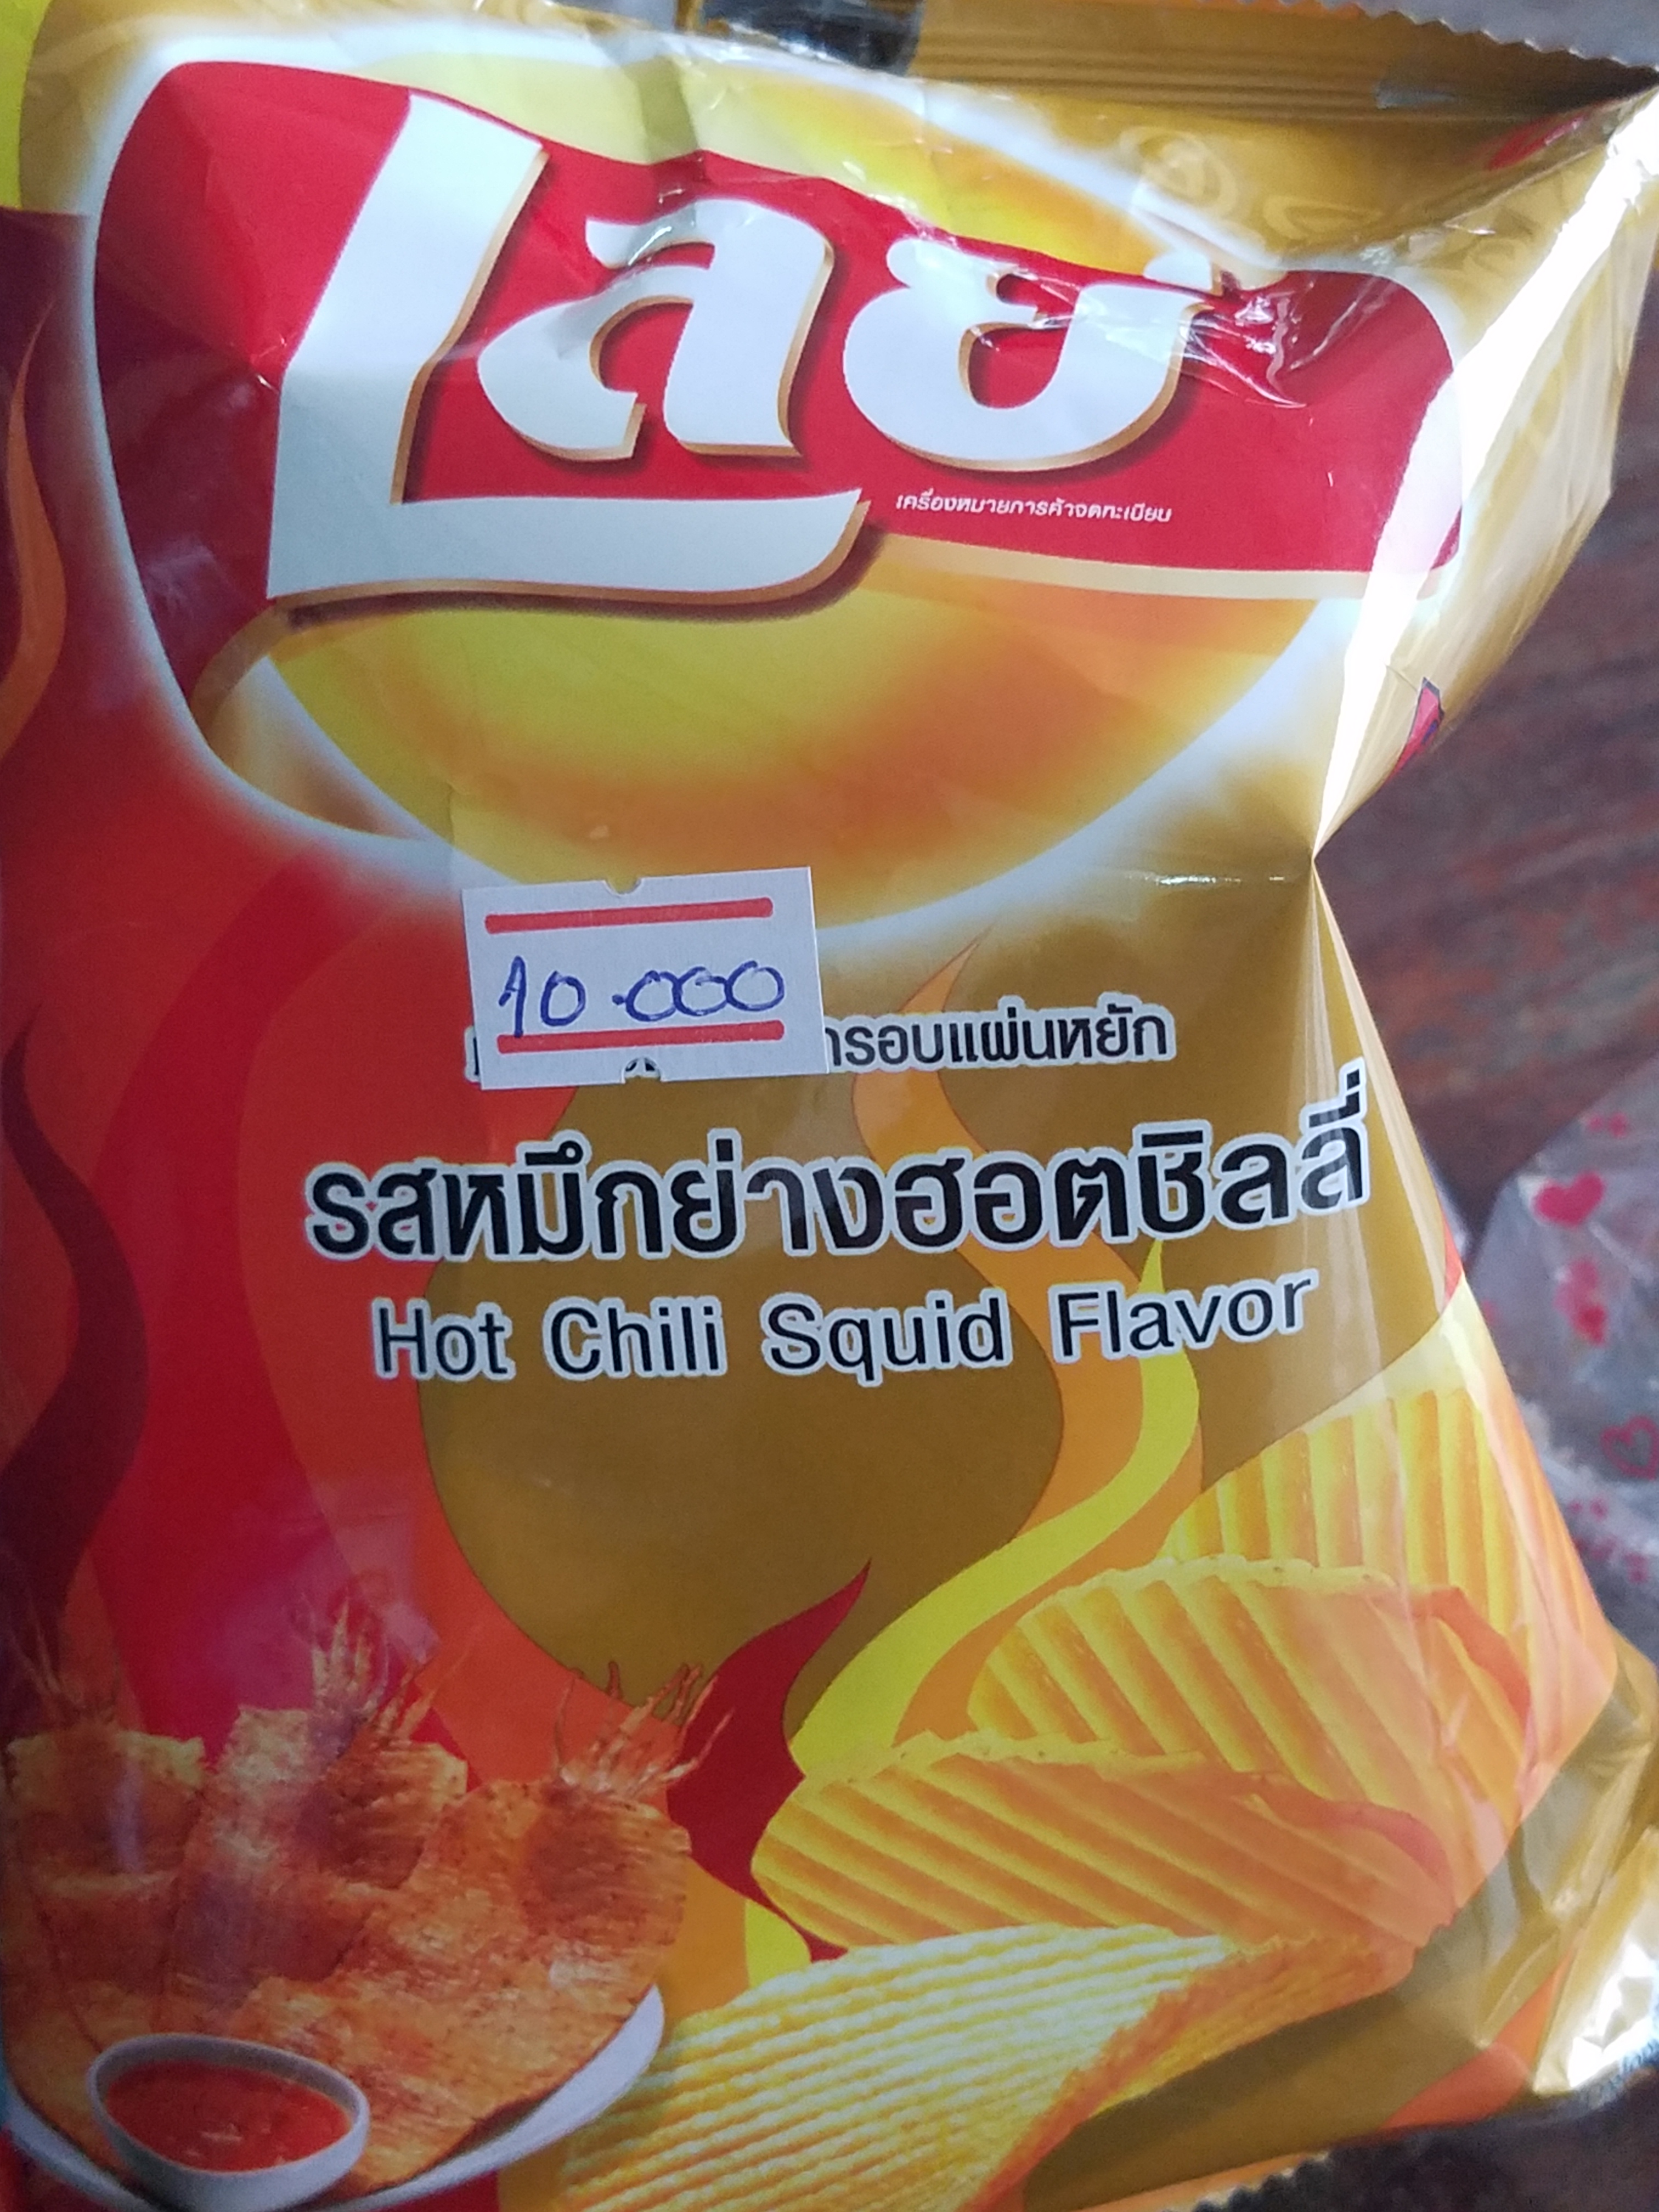 เลย์
เครื่องหมายการค้าจดทะเบียน
10.000
กรอบแผ่นหยัก
รสหมึกย่างฮอตชิลลี่
Hot Chili Squid Flavor